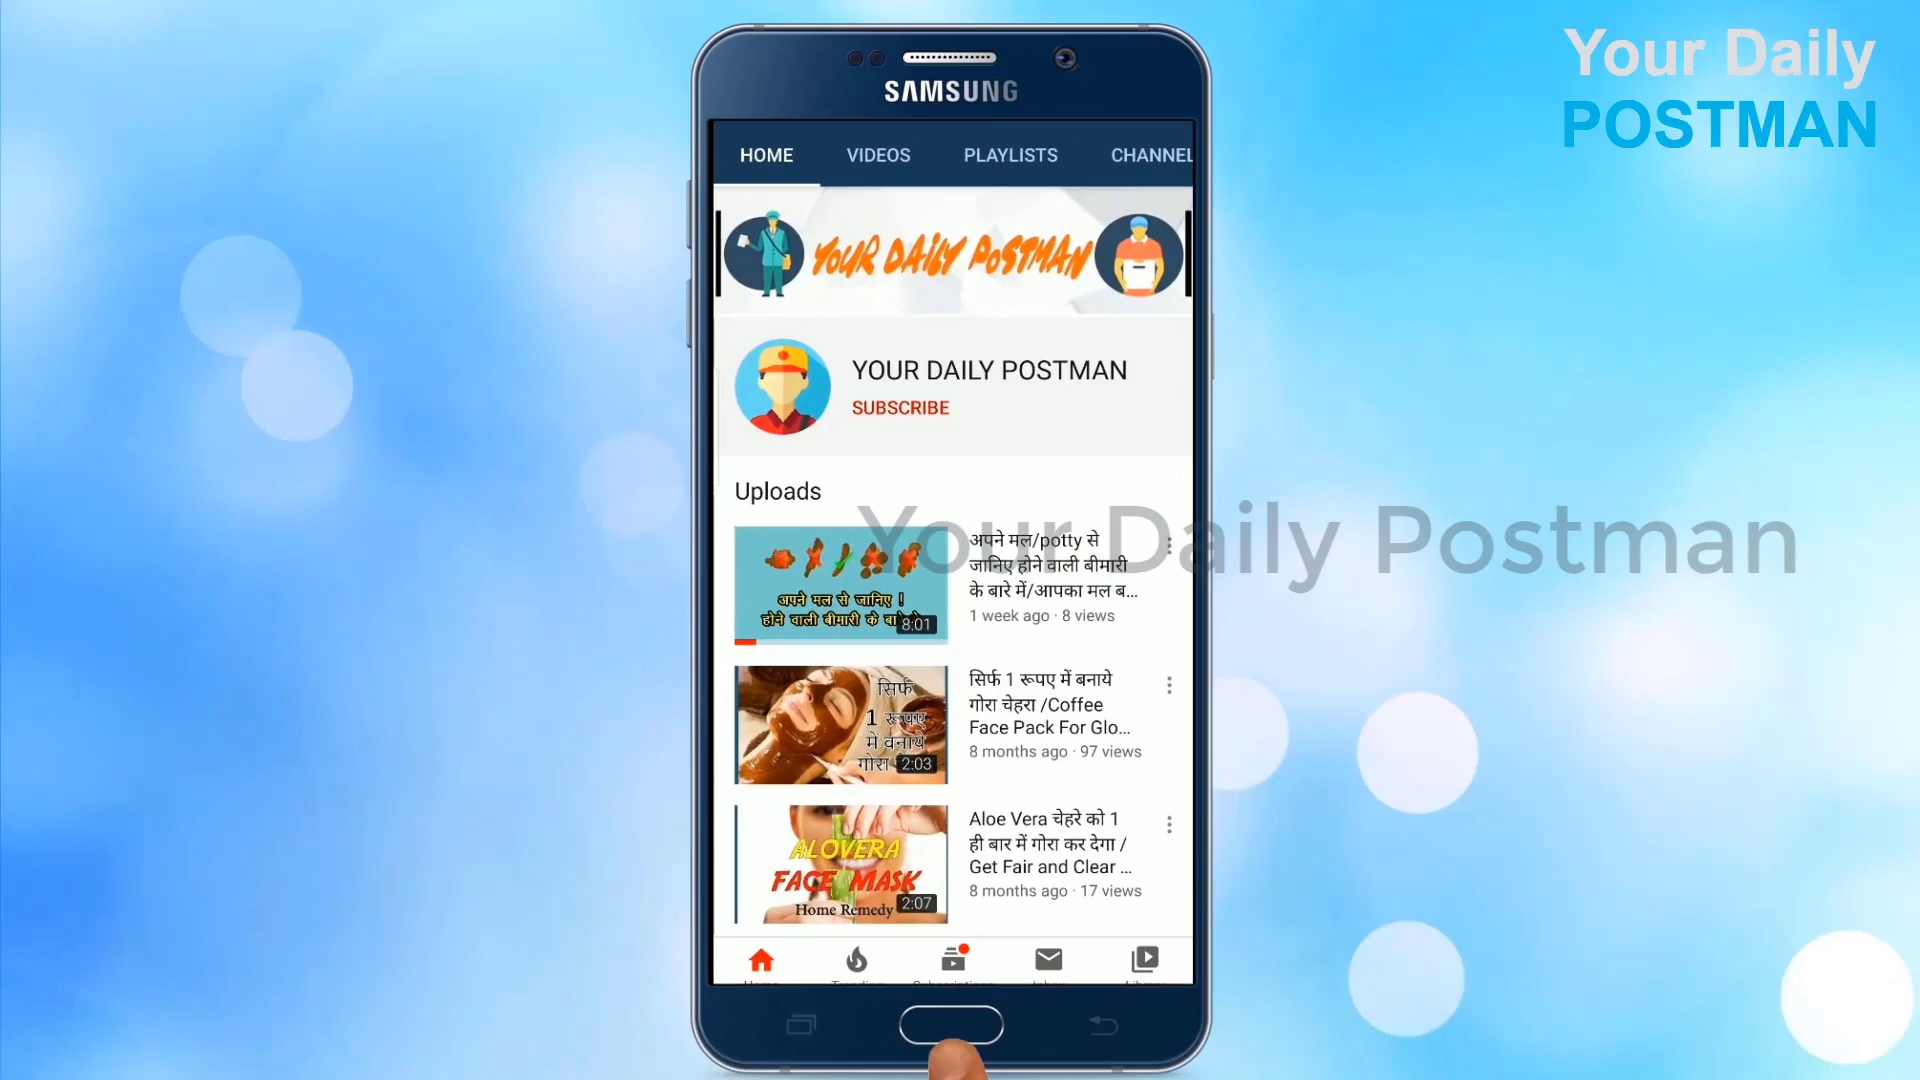 Your Daily
POSTMAN
SAMSUNG
HOME VIDEOS PLAYLISTS CHANNEL
YOUR DAILY POSTMAN
YOUR DAILY POSTMAN
SUBSCRIBE
Uploads
Your Daily Postman
अपने मल से जानिए !
होने वाली बीमारी के
8:01
अपने मल/potty से
जानिए होने वाली बीमारी
के बारे में/आपका मल ब...
1 week ago · 8 views
सिर्फ
1 रूपए
में बनाये
गोरा
2:03
सिर्फ 1 रूपए में बनाये
गोरा चेहरा /Coffee
Face Pack For Glo...
8 months ago · 97 views
ALOVERA
FACE MASK
Home Remedy
2:07
Aloe Vera चेहरे को 1
ही बार में गोरा कर देगा /
Get Fair and Clear ...
8 months ago · 17 views